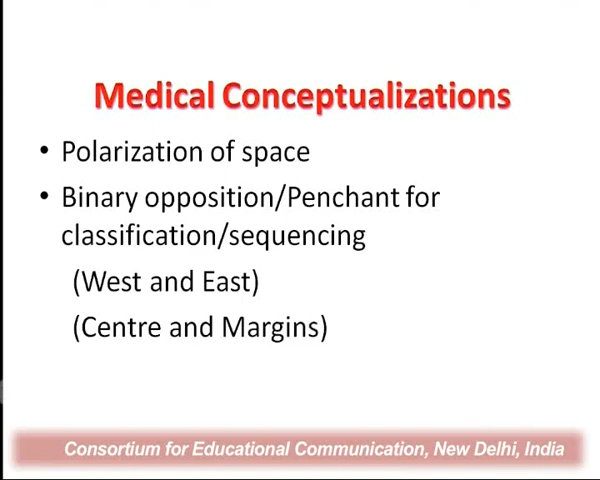 Medical Conceptualizations
• Polarization of space
• Binary opposition/Penchant for
classification/sequencing
(West and East)
(Centre and Margins)
Consortium for Educational Communication, New Delhi, India